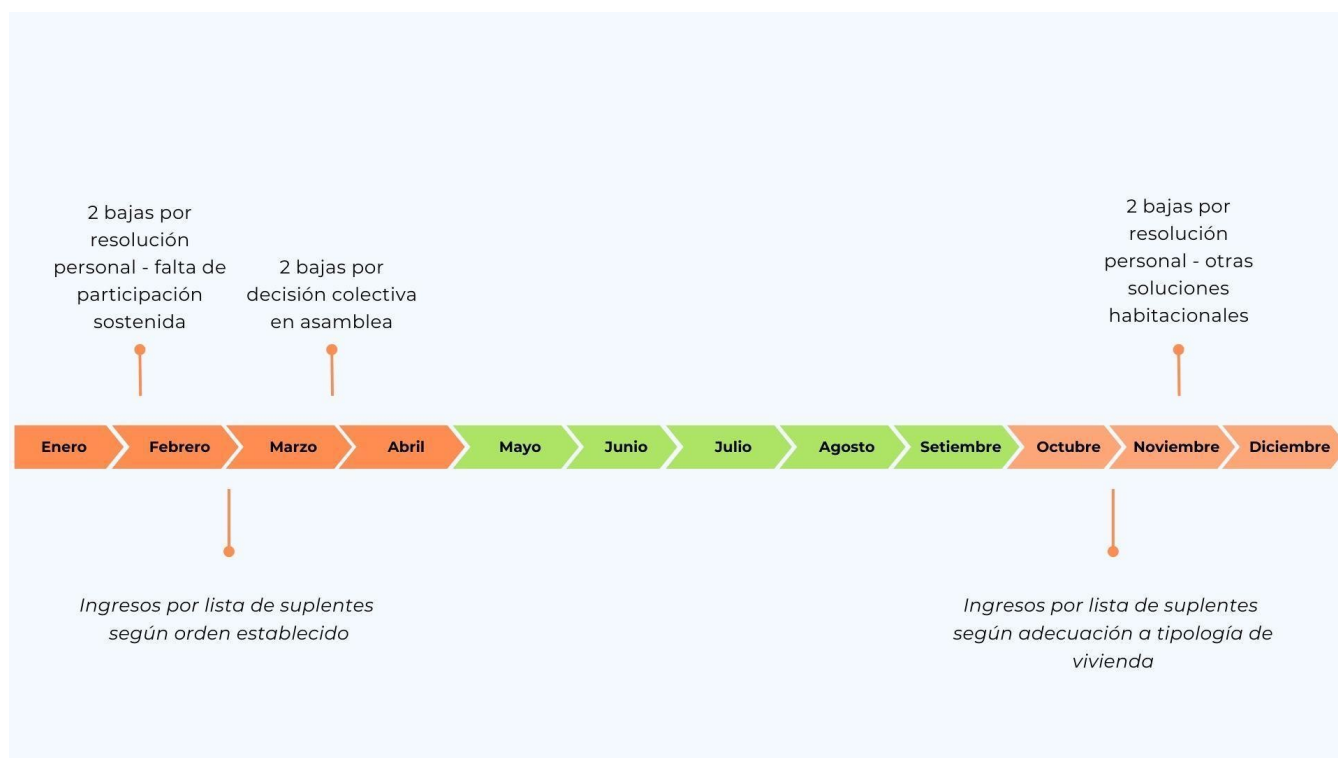 2 bajas por
resolución
personal - falta de
participación
sostenida
2 bajas por
decisión colectiva
en asamblea
2 bajas por
resolución
personal - otras
soluciones
habitacionales
Enero Febrero Marzo Abril Mayo Junio Julio Agosto Setiembre Octubre Noviembre Diciembre
Ingresos por lista de suplentes
según orden establecido
Ingresos por lista de suplentes
según adecuación a tipología de
vivienda